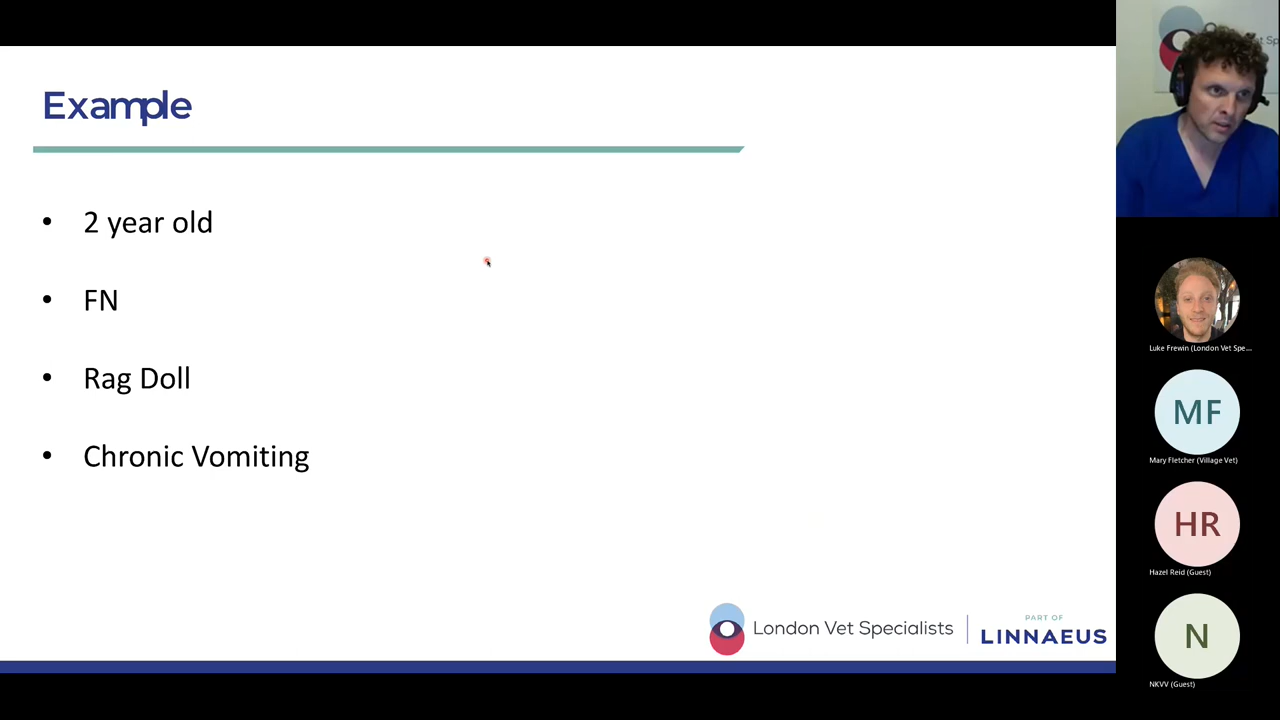 Example
• 2 year old
• FN
• Rag Doll
• Chronic Vomiting
London Vet Specialists
PART OF
LINNAEUS
Luke Frewin (London Vet Spe...
MF
Mary Fletcher (Village Vet)
HR
Hazel Reid (Guest)
N
NKVV (Guest)